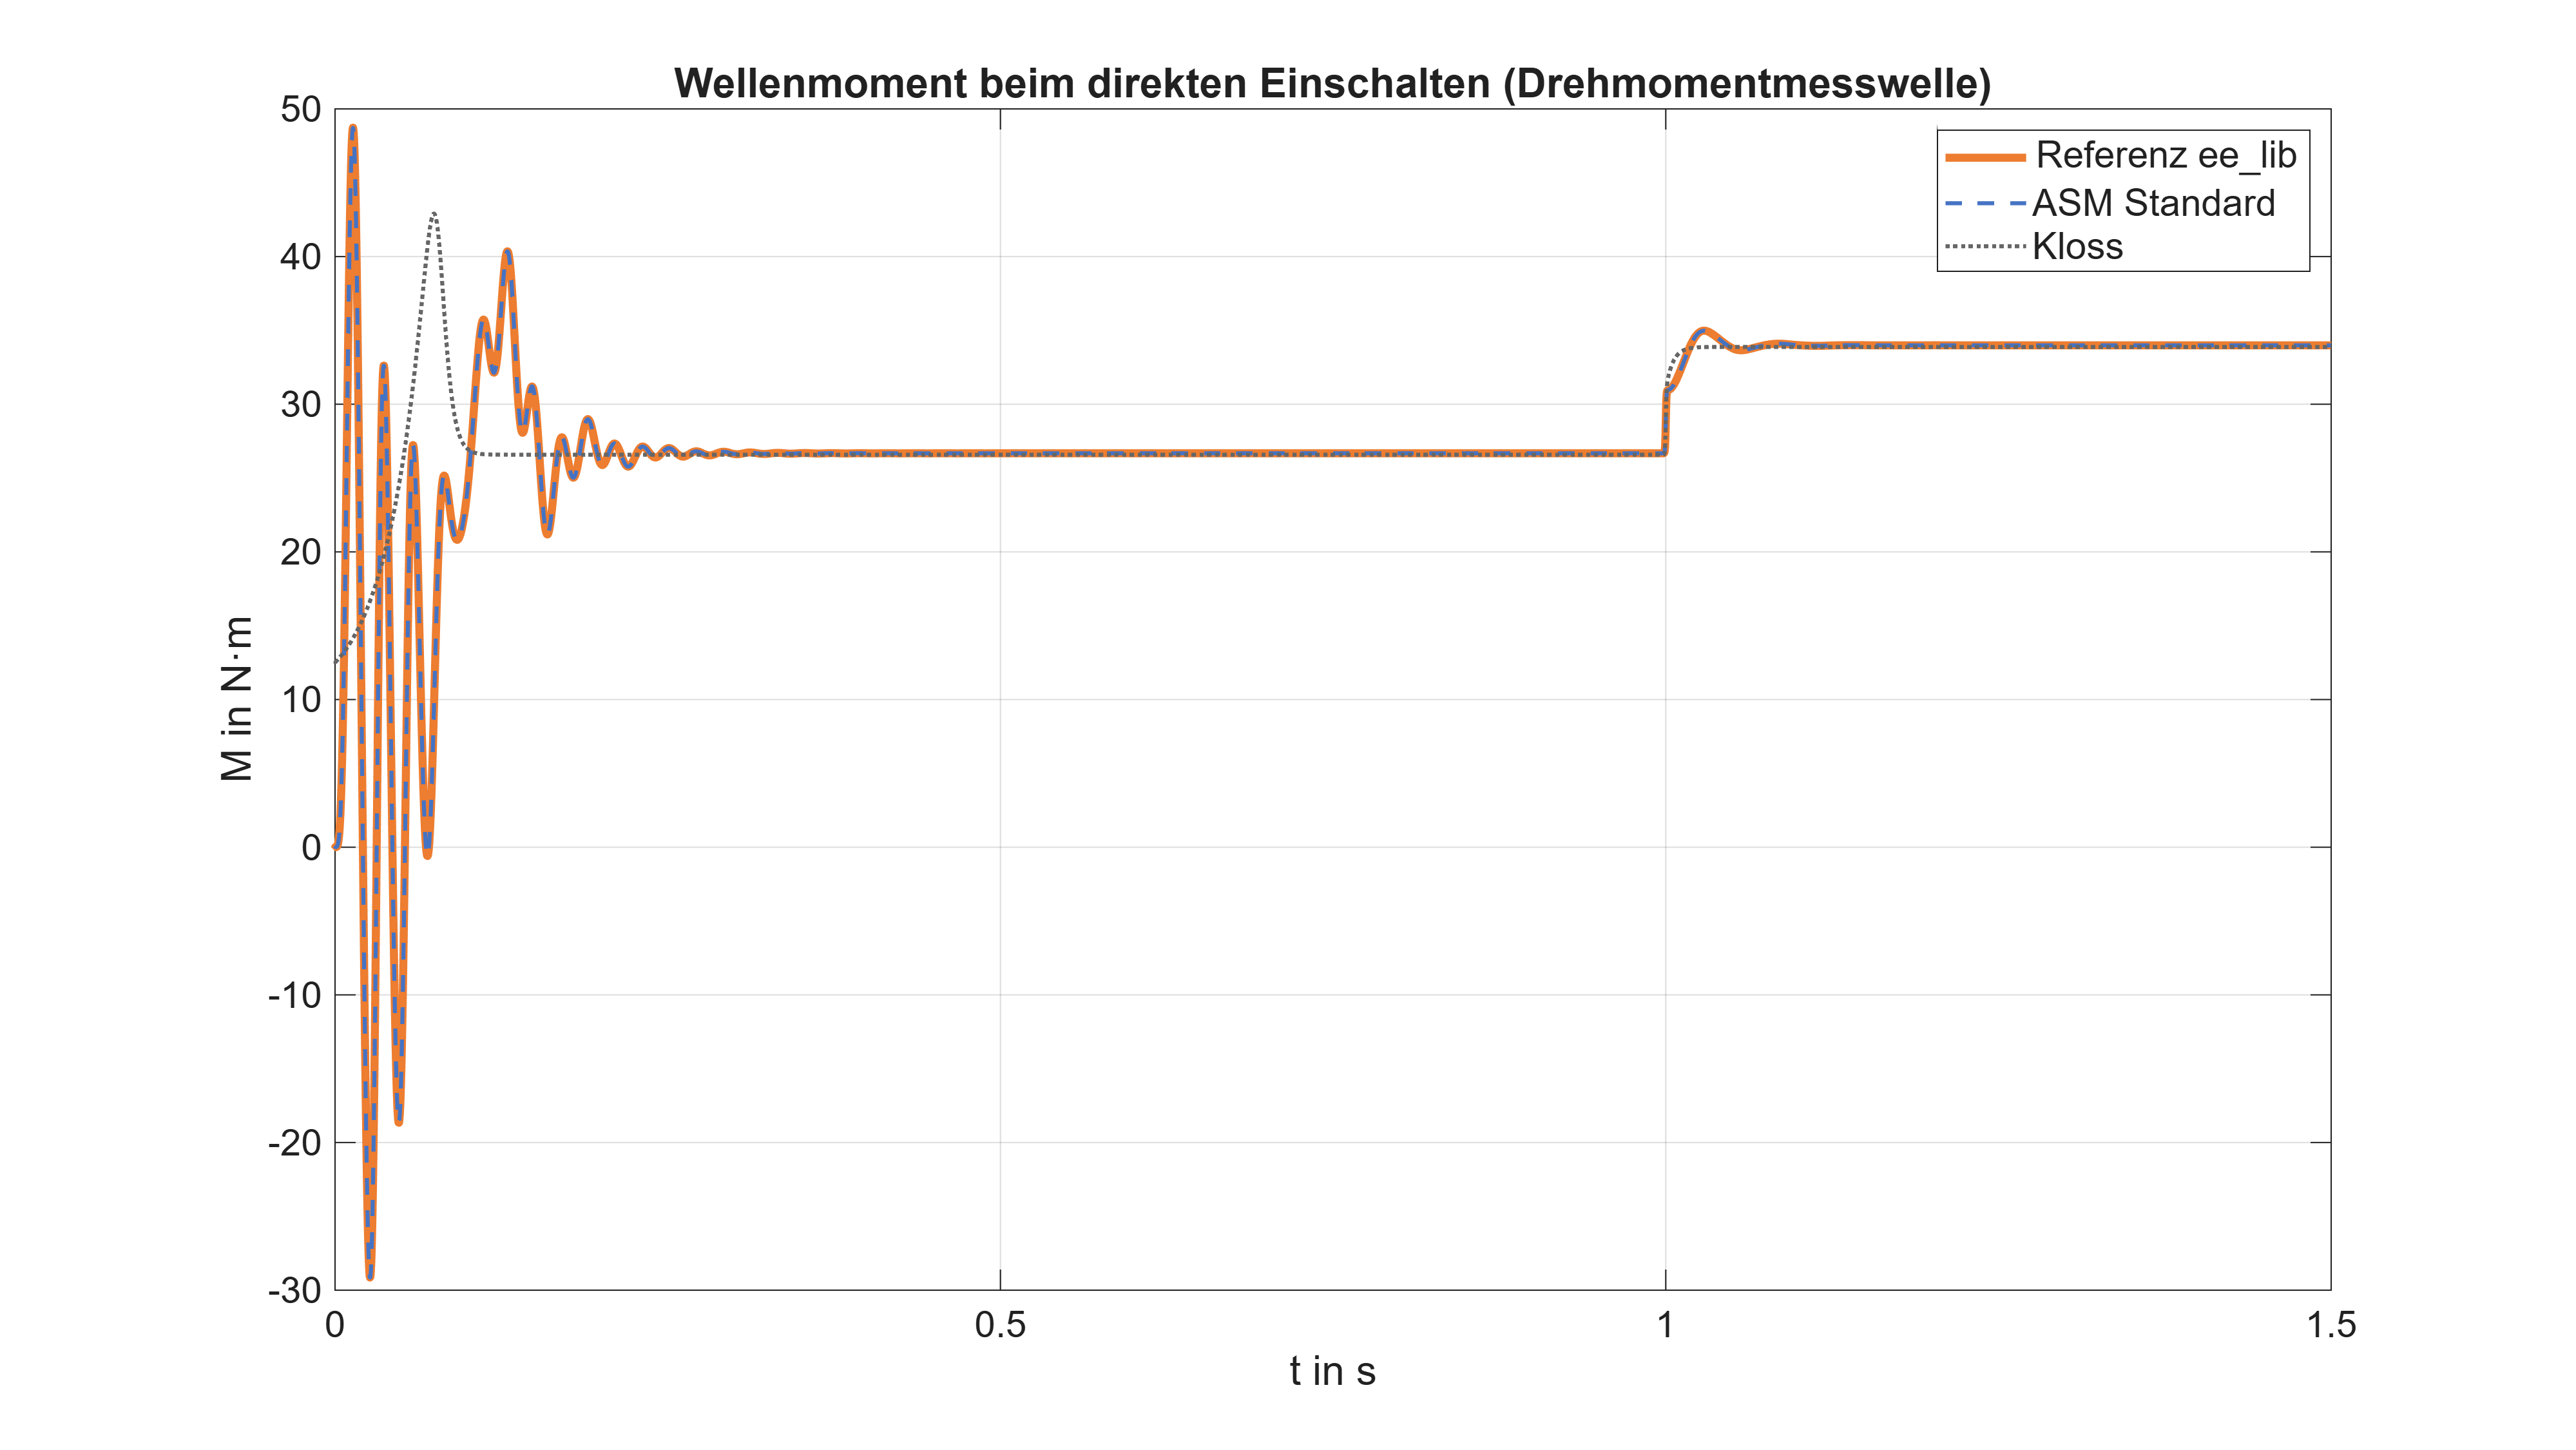 Wellenmoment beim direkten Einschalten (Drehmomentmesswelle)
50
40
30
20
10
0
-10
-20
-30
M in N·m
Referenz ee_lib
ASM Standard
Kloss
0
0.5
1
1.5
t in s